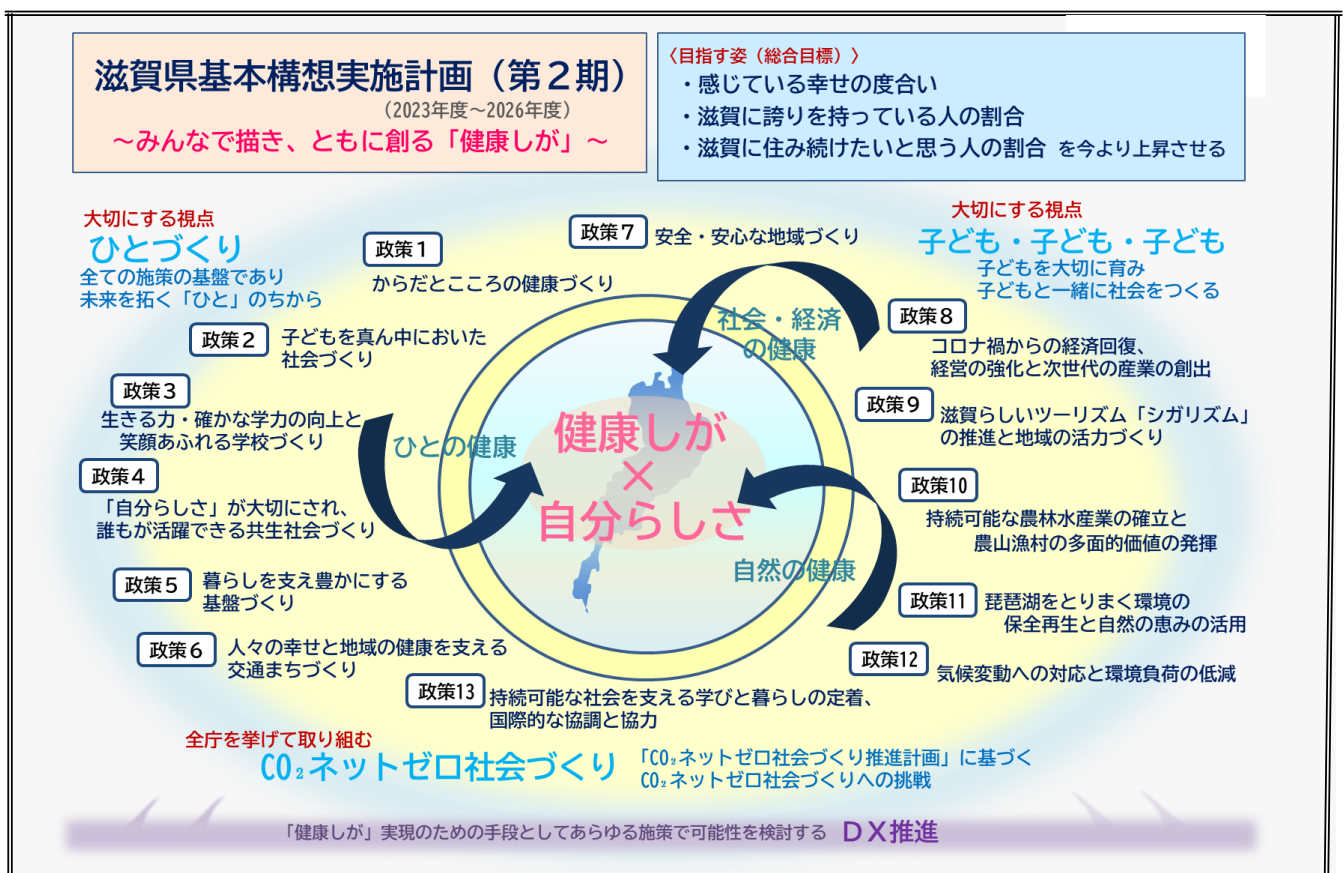 滋賀県基本構想実施計画(第2期)
(2023年度~2026年度)
~みんなで描き、ともに創る「健康しが」~
〈目指す姿(総合目標)〉
・感じている幸せの度合い
・滋賀に誇りを持っている人の割合
・滋賀に住み続けたいと思う人の割合 を今より上昇させる
大切にする視点
ひとづくり
全ての施策の基盤であり
未来を拓く「ひと」のちから
大切にする視点
子ども・子ども・子ども
子どもを大切に育み
子どもと一緒に社会をつくる
政策1
からだとこころの健康づくり
政策2
子どもを真ん中においた
社会づくり
政策3
生きる力・確かな学力の向上と
笑顔あふれる学校づくり
政策4
「自分らしさ」が大切にされ、
誰もが活躍できる共生社会づくり
政策5
暮らしを支え豊かにする
基盤づくり
政策6
人々の幸せと地域の健康を支える
交通まちづくり
政策7
安全・安心な地域づくり
政策8
コロナ禍からの経済回復、
経営の強化と次世代の産業の創出
政策9
滋賀らしいツーリズム「シガリズム」
の推進と地域の活力づくり
政策10
持続可能な農林水産業の確立と
農山漁村の多面的価値の発揮
政策11
琵琶湖をとりまく環境の
保全再生と自然の恵みの活用
政策12
気候変動への対応と環境負荷の低減
政策13
持続可能な社会を支える学びと暮らしの定着、
国際的な協調と協力
ひとの健康
社会・経済
の健康
自然の健康
健康しが
×
自分らしさ
全庁を挙げて取り組む
CO₂ネットゼロ社会づくり
「CO₂ネットゼロ社会づくり推進計画」に基づく
CO₂ネットゼロ社会づくりへの挑戦
「健康しが」実現のための手段としてあらゆる施策で可能性を検討する DX推進